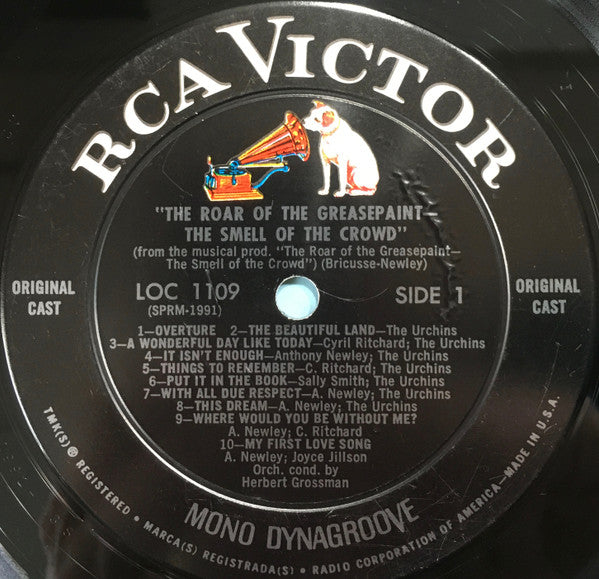 RCA VICTOR
"THE ROAR OF THE GREASEPAINT—
THE SMELL OF THE CROWD"
(from the musical prod. "The Roar of the Greasepaint—
The Smell of the Crowd") (Bricusse-Newley)
ORIGINAL
CAST
LOC 1109
(SPRM-1991)
SIDE 1
ORIGINAL
CAST
1—OVERTURE 2—THE BEAUTIFUL LAND—The Urchins
3—A WONDERFUL DAY LIKE TODAY—Cyril Ritchard; The Urchins
4—IT ISN'T ENOUGH—Anthony Newley; The Urchins
5—THINGS TO REMEMBER—C. Ritchard; The Urchins
6—PUT IT IN THE BOOK—Sally Smith; The Urchins
7—WITH ALL DUE RESPECT—A. Newley; The Urchins
8—THIS DREAM—A. Newley; The Urchins
9—WHERE WOULD YOU BE WITHOUT ME?
A. Newley; C. Ritchard
10—MY FIRST LOVE SONG
A. Newley; Joyce Jillson
Orch. cond. by
Herbert Grossman
MONO DYNAGROOVE
TMK(S) ® REGISTERED • MARCA(S) REGISTRADA(S) • RADIO CORPORATION OF AMERICA—MADE IN U.S.A.